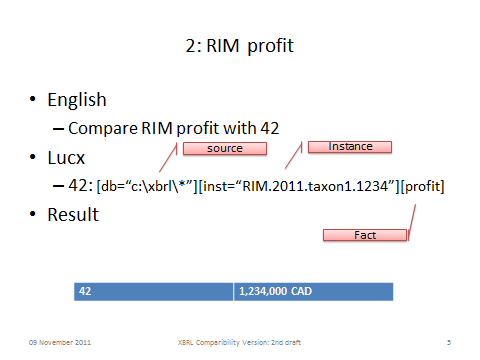 2: RIM profit
• English
– Compare RIM profit with 42
source
Instance
• Lucx
– 42: [db=“c:\xbrl\*”][inst=“RIM.2011.taxon1.1234”][profit]
• Result
Fact
42 1,234,000 CAD
09 November 2011 XBRL Comparibility Version: 2nd draft 5